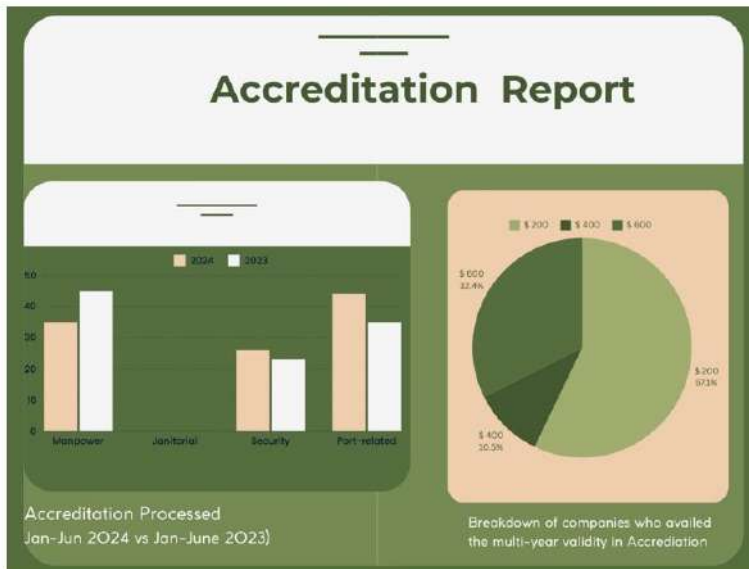 Accreditation Report
2024 2023
50
40
30
20
10
0
Manpower Janitorial Security Port-related
Accreditation Processed
Jan-Jun 2024 vs Jan-June 2023)
$ 200 $ 400 $ 600
$ 600
32.4%
$ 200
57.1%
$ 400
10.5%
Breakdown of companies who availed
the multi-year validity in Accrediation